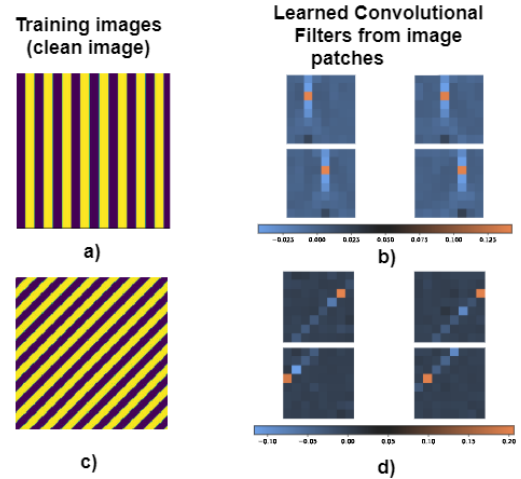 Training images
(clean image)
Learned Convolutional
Filters from image
patches
a)
−0.025 0.000 0.025 0.050 0.075 0.100 0.125
b)
c)
−0.10 −0.05 0.00 0.05 0.10 0.15 0.20
d)